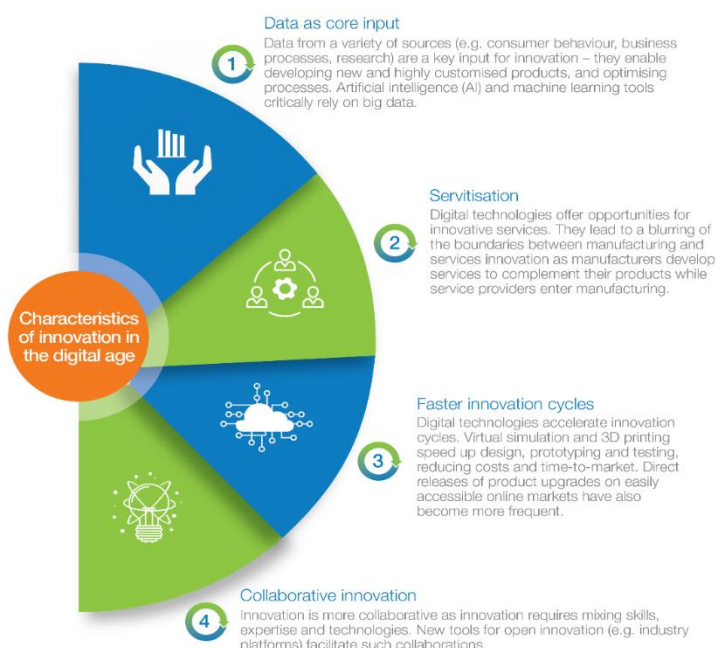 Data as core input
1
Data from a variety of sources (e.g. consumer behaviour, business
processes, research) are a key input for innovation – they enable
developing new and highly customised products, and optimising
processes. Artificial intelligence (AI) and machine learning tools
critically rely on big data.
Servitisation
2
Digital technologies offer opportunities for
innovative services. They lead to a blurring of
the boundaries between manufacturing and
services innovation as manufacturers develop
services to complement their products while
service providers enter manufacturing.
Characteristics
of innovation in
the digital age
Faster innovation cycles
3
Digital technologies accelerate innovation
cycles. Virtual simulation and 3D printing
speed up design, prototyping and testing,
reducing costs and time-to-market. Direct
releases of product upgrades on easily
accessible online markets have also
become more frequent.
Collaborative innovation
4
Innovation is more collaborative as innovation requires mixing skills,
expertise and technologies. New tools for open innovation (e.g. industry
platforms) facilitate such collaborations.